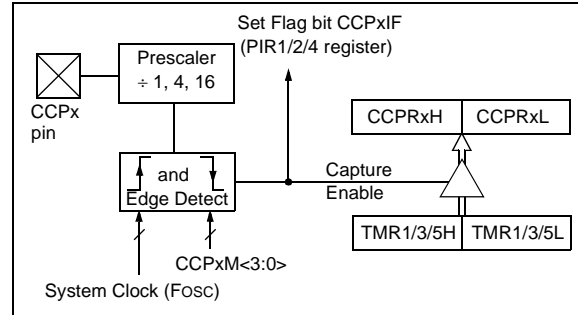 Set Flag bit CCPxIF
(PIR1/2/4 register)
Prescaler
÷ 1, 4, 16
CCPx
pin
CCPRxH
CCPRxL
and
Edge Detect
Capture
Enable
TMR1/3/5H
TMR1/3/5L
CCPxM<3:0>
System Clock (FOSC)